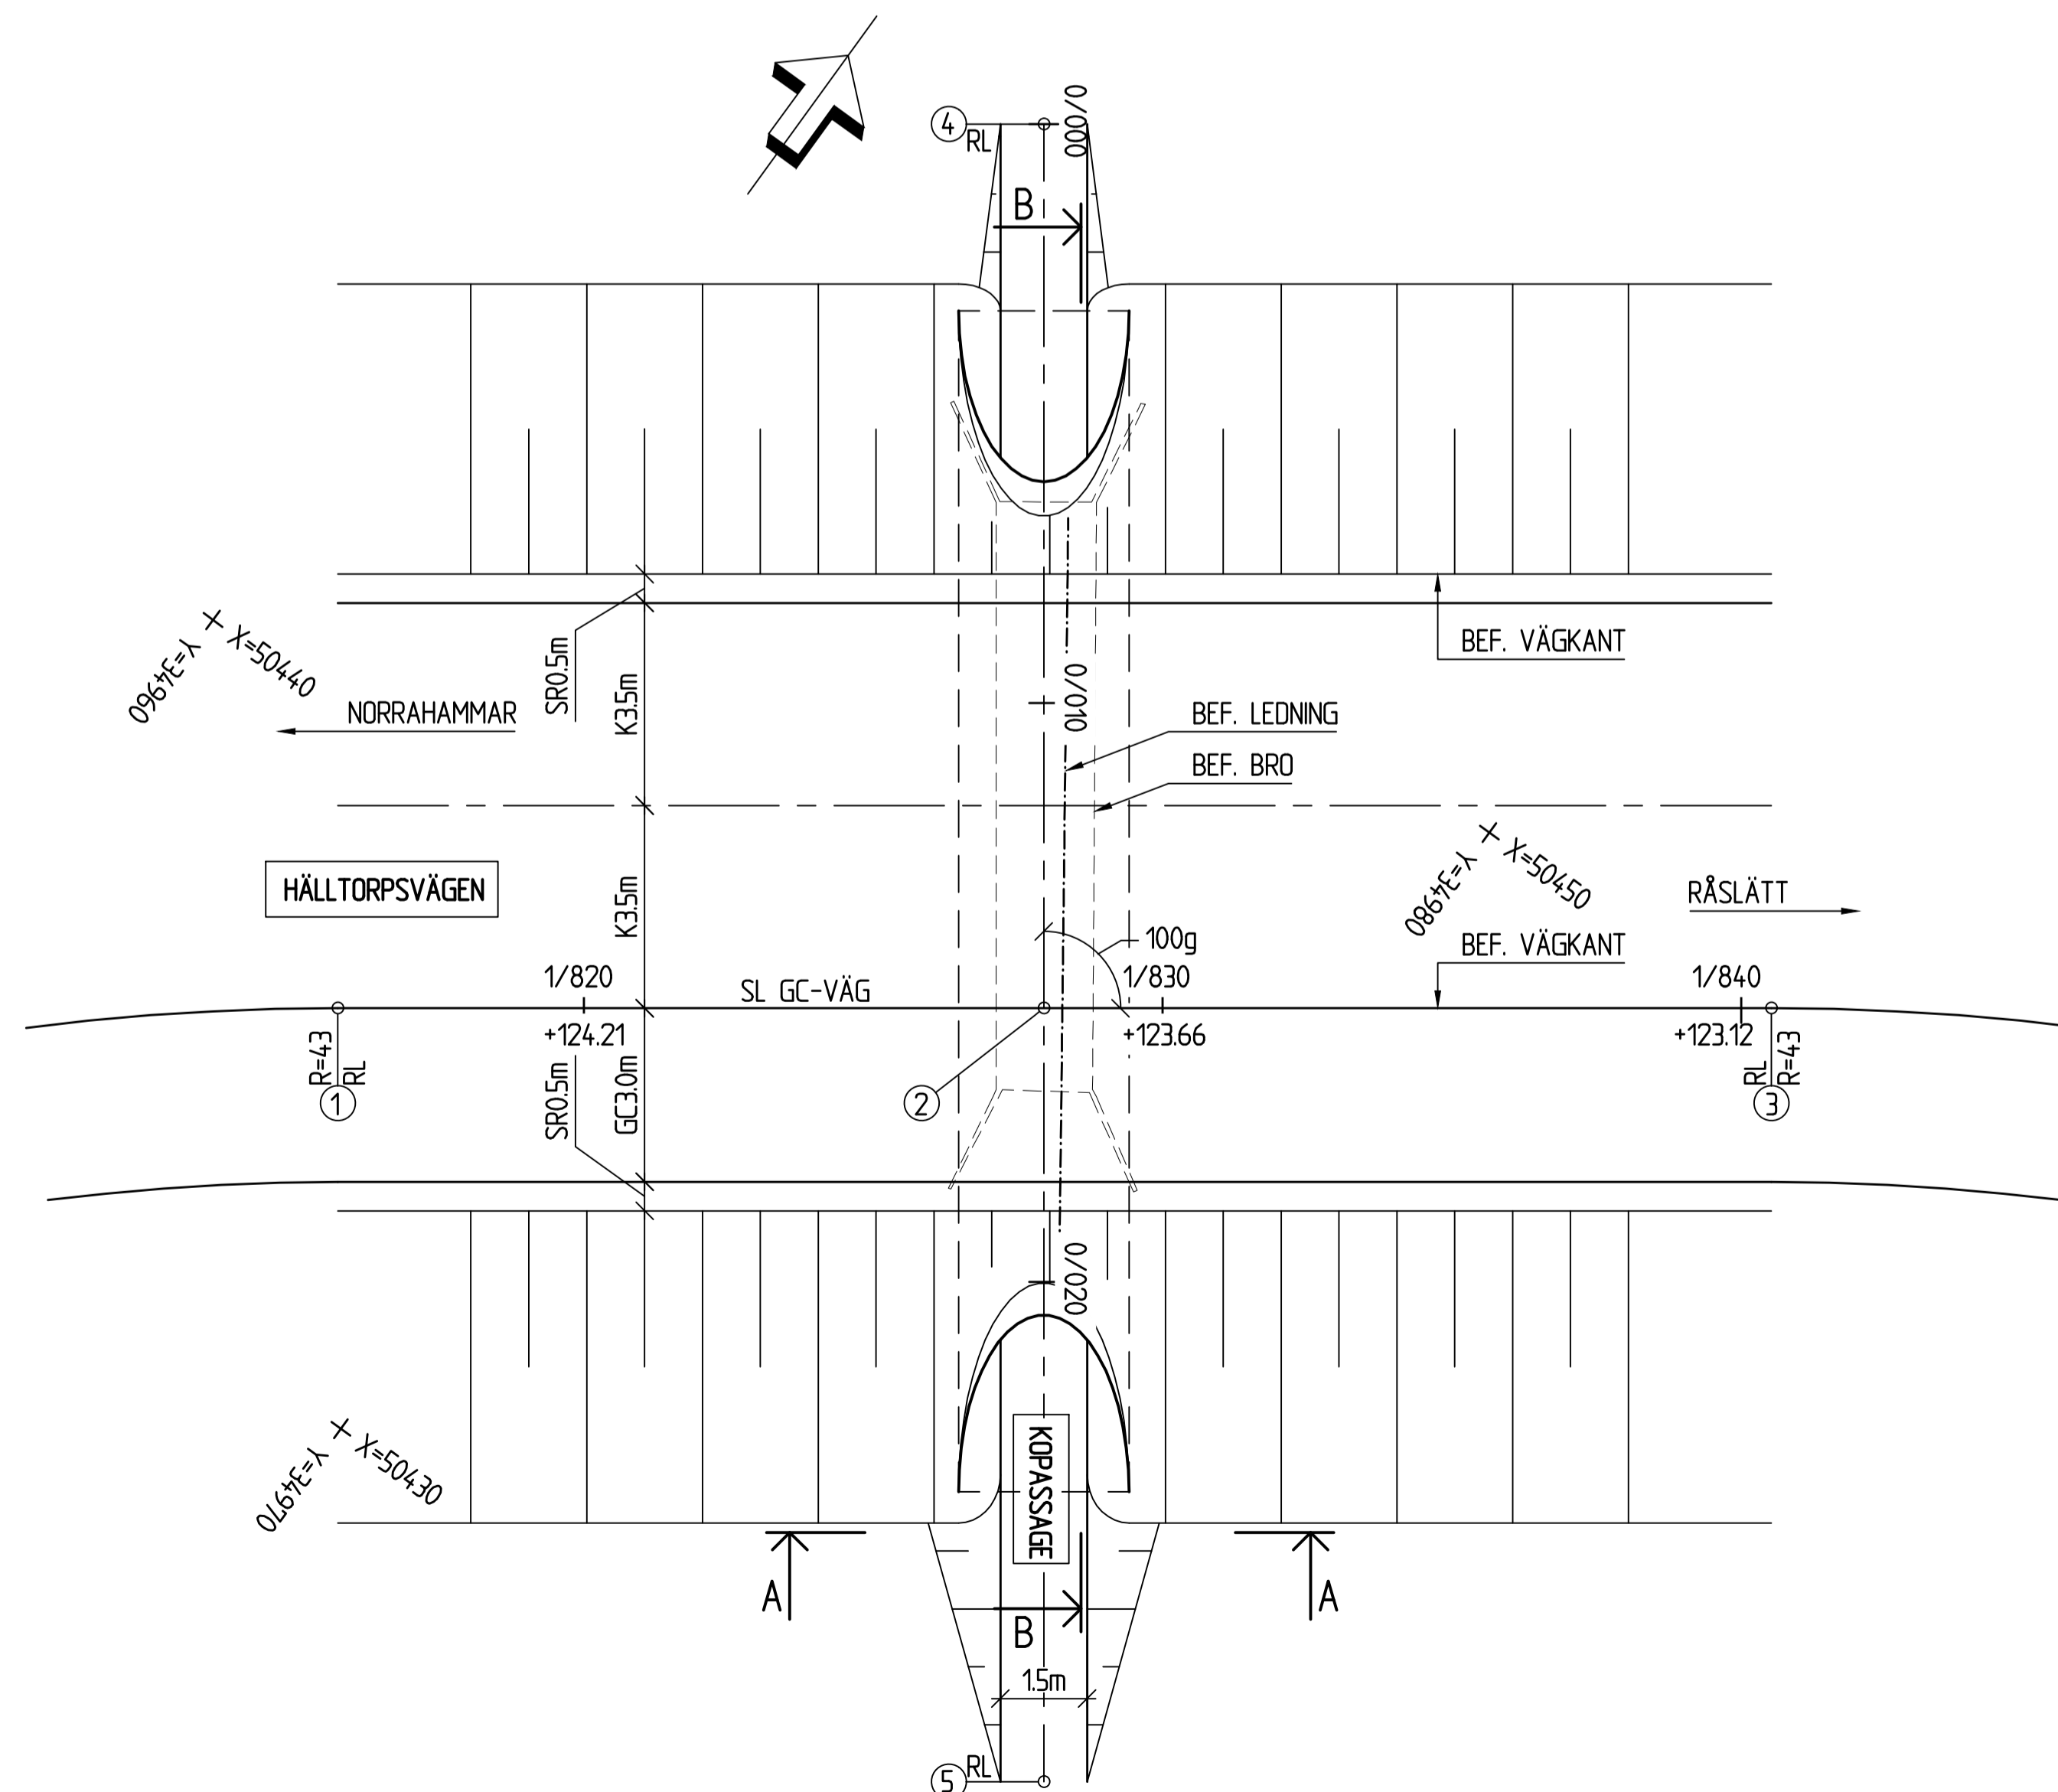 4
RL
0/000
B
SR0.5m
K3.5m
BEF. VÄGKANT
X=50440
Y=34960
NORRAHAMMAR
0/010
BEF. LEDNING
BEF. BRO
HÄLLTORPSVÄGEN
K3.5m
X=50450
Y=34980
RÅSLÄTT
BEF. VÄGKANT
100g
1/820
SL GC-VÄG
1/830
1/840
+124.21
+123.66
+123.12
R=43
RL
1
SR0.5m
GC3.0m
2
RL
R=43
3
0/020
X=50430
Y=34970
KOPASSAGE
A
A
B
1.5m
RL
5